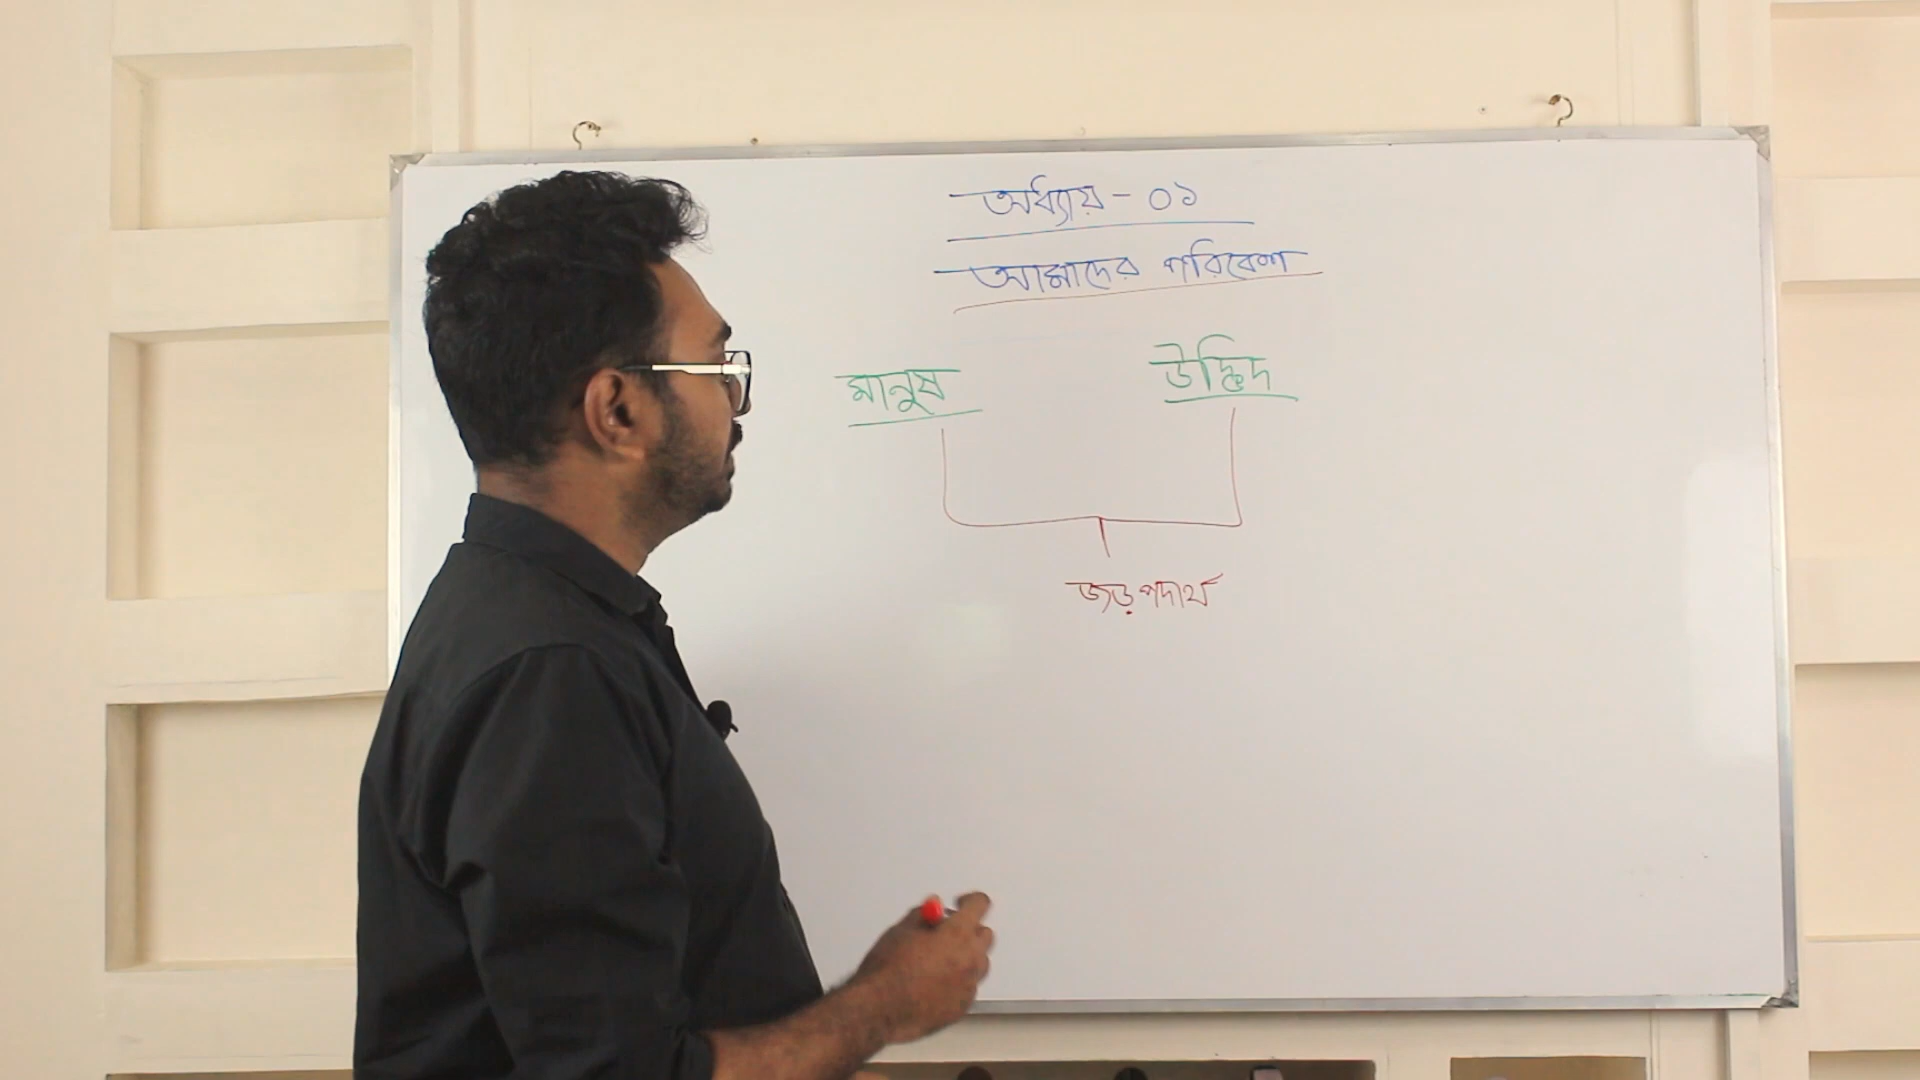 অধ্যায় - ০১
আমাদের পরিবেশ
মানুষ
উদ্ভিদ
জড়পদার্থ